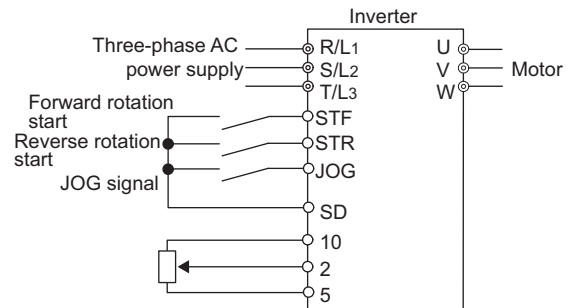 Inverter
Three-phase AC
power supply
R/L1
S/L2
T/L3
U
V
W
Motor
Forward rotation
start
Reverse rotation
start
JOG signal
STF
STR
JOG
SD
10
2
5